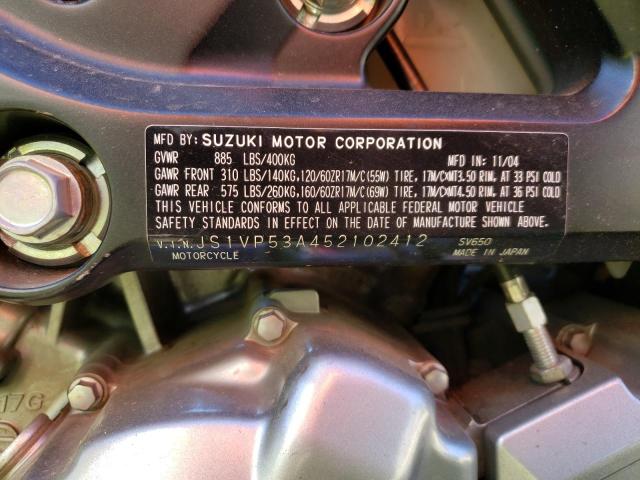 MFD BY: SUZUKI MOTOR CORPORATION
GVWR 885 LBS/400KG MFD IN: 11/04
GAWR FRONT 310 LBS/140KG,120/60ZR17M/C(55W) TIRE, 17M/C×MT3.50 RIM, AT 33 PSI COLD
GAWR REAR 575 LBS/260KG,160/60ZR17M/C(69W) TIRE, 17M/C×MT4.50 RIM, AT 36 PSI COLD
THIS VEHICLE CONFORMS TO ALL APPLICABLE FEDERAL MOTOR VEHICLE
SAFETY STANDARDS IN EFFECT ON THE DATE OF MANUFACTURE SHOWN ABOVE.
V.I.N. JS1VP53A452102412 SV650
MOTORCYCLE MADE IN JAPAN
17G